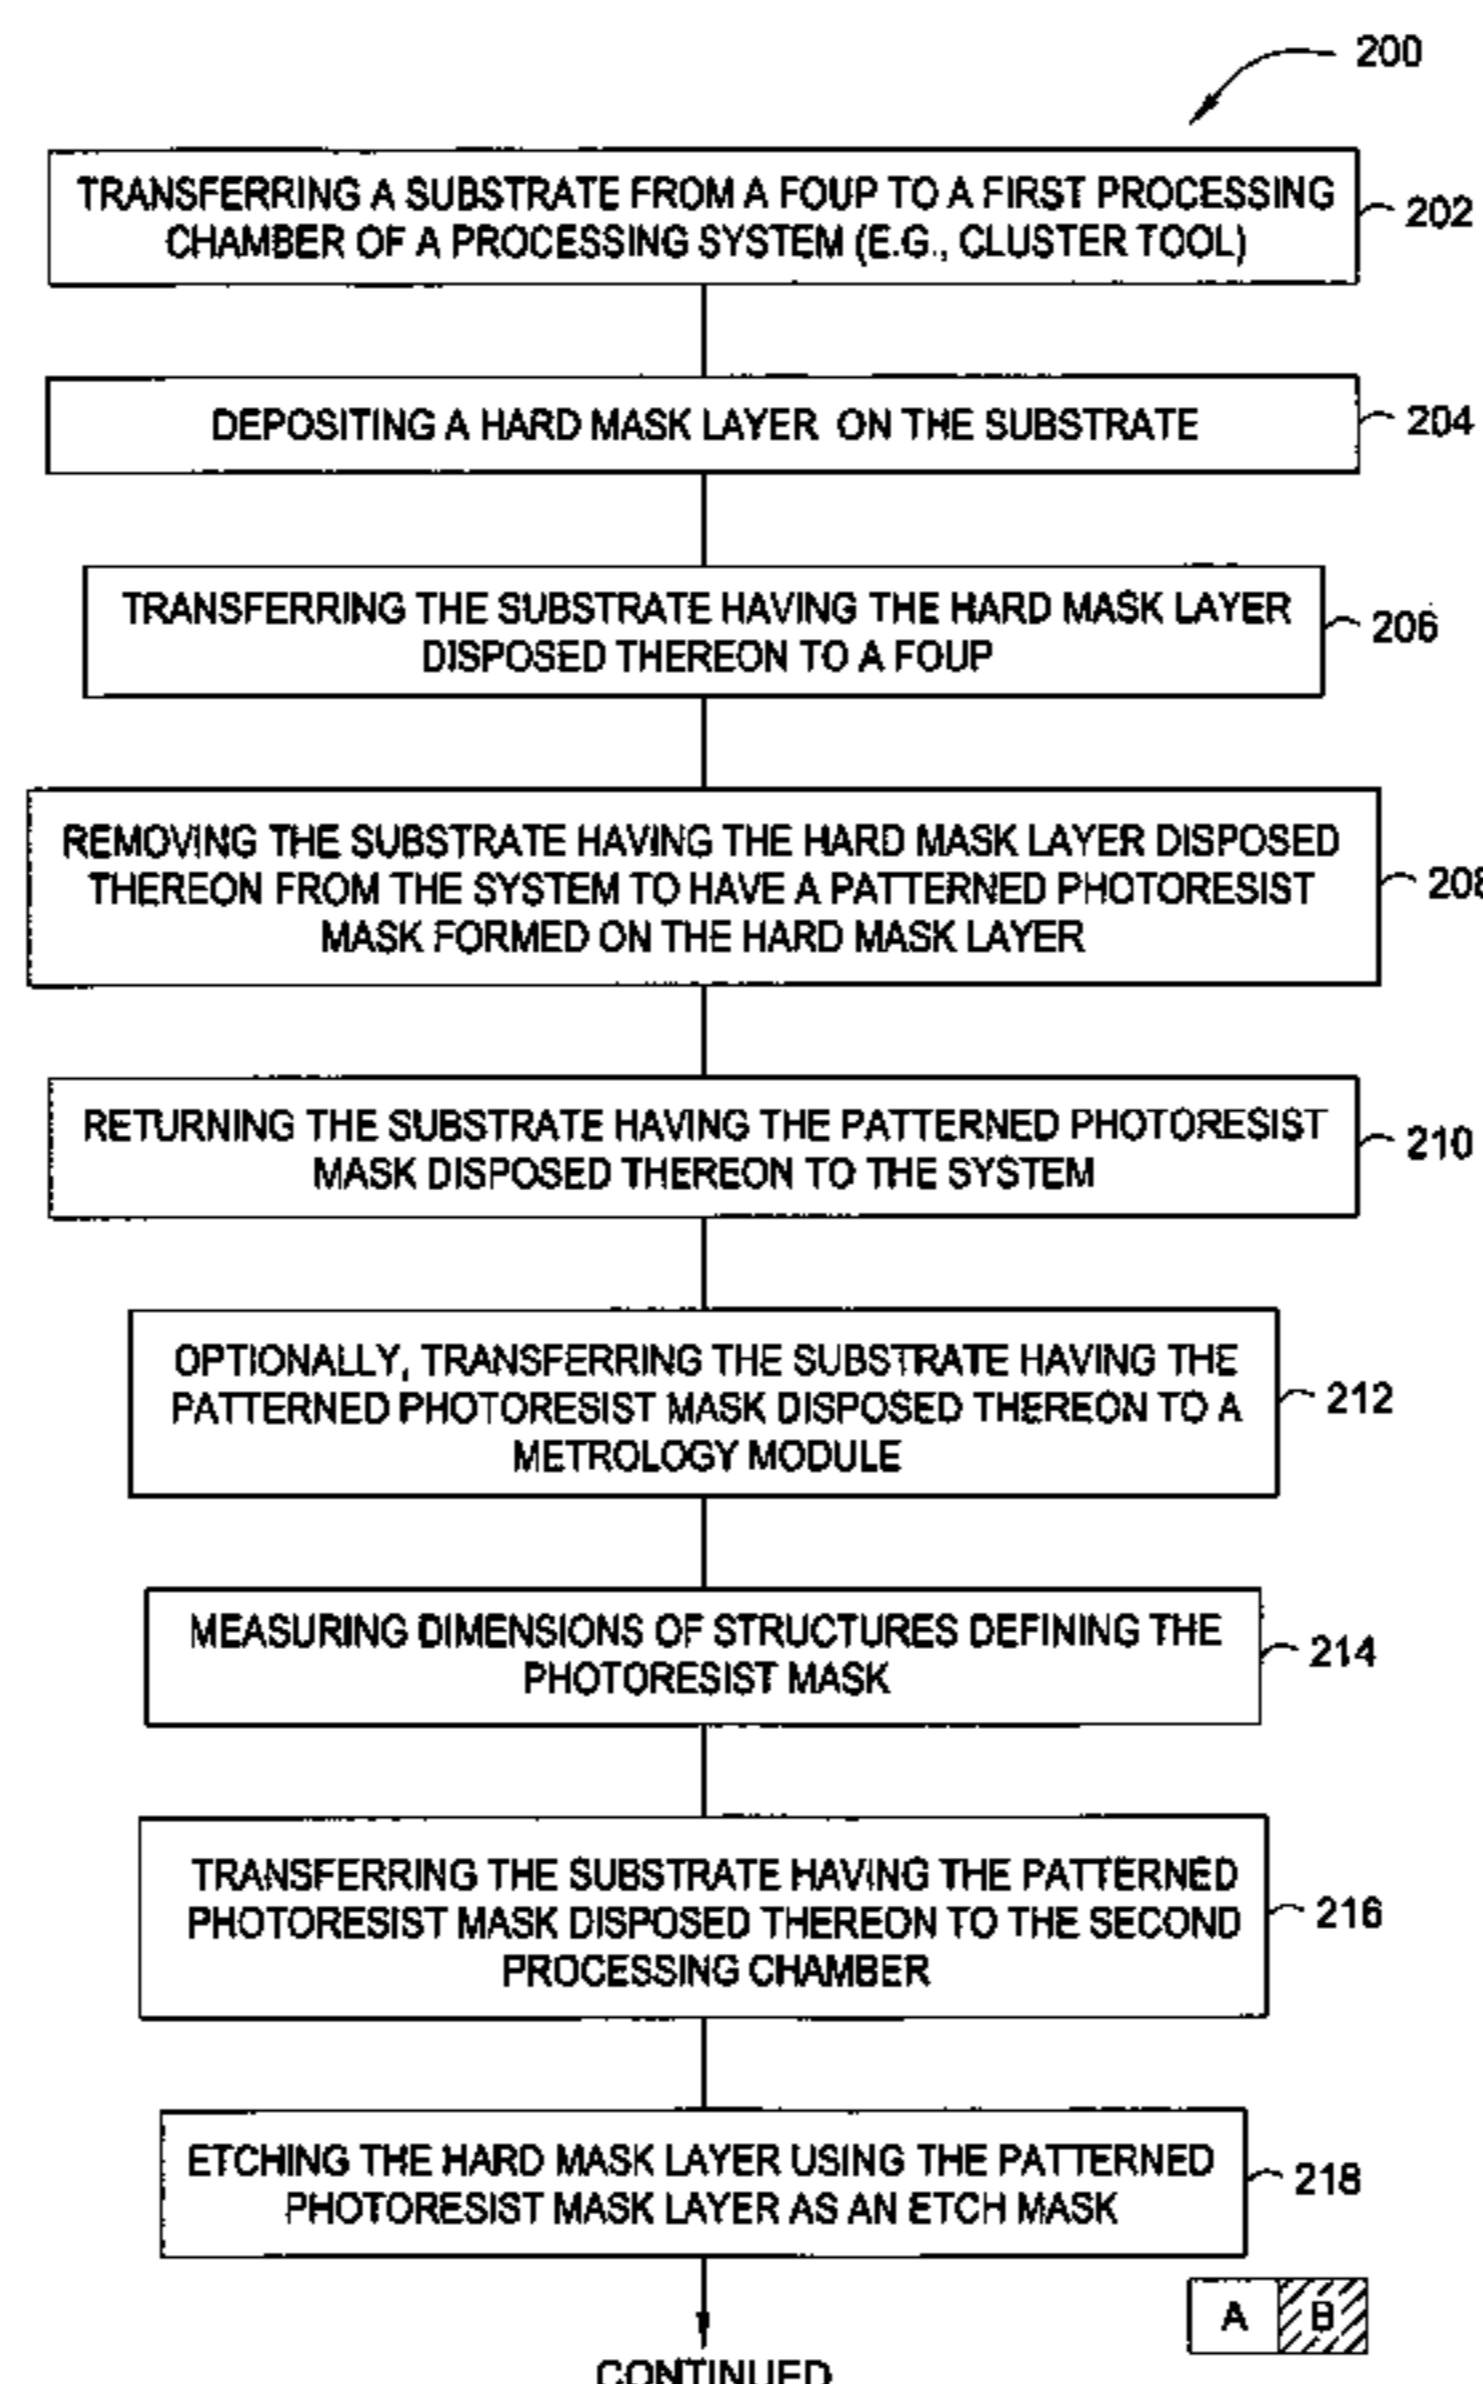 200
TRANSFERRING A SUBSTRATE FROM A FOUP TO A FIRST PROCESSING
CHAMBER OF A PROCESSING SYSTEM (E.G., CLUSTER TOOL)
202
DEPOSITING A HARD MASK LAYER ON THE SUBSTRATE
204
TRANSFERRING THE SUBSTRATE HAVING THE HARD MASK LAYER
DISPOSED THEREON TO A FOUP
206
REMOVING THE SUBSTRATE HAVING THE HARD MASK LAYER DISPOSED
THEREON FROM THE SYSTEM TO HAVE A PATTERNED PHOTORESIST
MASK FORMED ON THE HARD MASK LAYER
208
RETURNING THE SUBSTRATE HAVING THE PATTERNED PHOTORESIST
MASK DISPOSED THEREON TO THE SYSTEM
210
OPTIONALLY, TRANSFERRING THE SUBSTRATE HAVING THE
PATTERNED PHOTORESIST MASK DISPOSED THEREON TO A
METROLOGY MODULE
212
MEASURING DIMENSIONS OF STRUCTURES DEFINING THE
PHOTORESIST MASK
214
TRANSFERRING THE SUBSTRATE HAVING THE PATTERNED
PHOTORESIST MASK DISPOSED THEREON TO THE SECOND
PROCESSING CHAMBER
216
ETCHING THE HARD MASK LAYER USING THE PATTERNED
PHOTORESIST MASK LAYER AS AN ETCH MASK
218
A B
CONTINUED